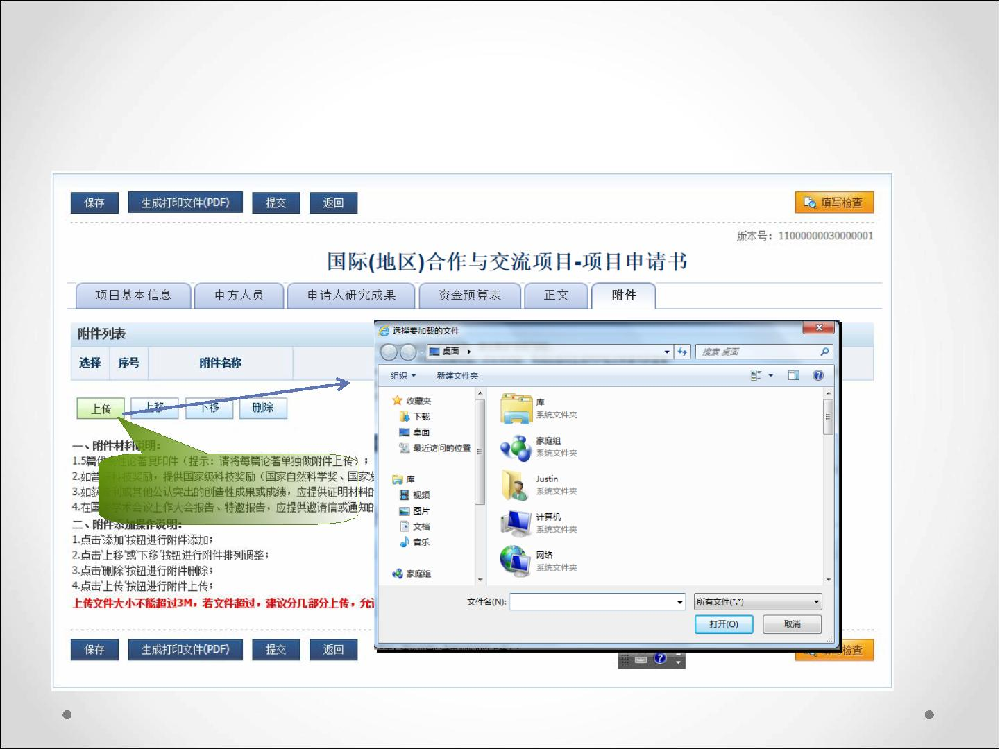 保存 生成打印文件(PDF) 提交 返回 填写检查
版本号：11000000030000001
国际(地区)合作与交流项目-项目申请书
项目基本信息 中方人员 申请人研究成果 资金预算表 正文 附件
附件列表
选择 序号 附件名称
上传 上移 下移 删除
一、附件材料说明：
1.5篇代表性论著复印件（提示：请将每篇论著单独做附件上传）；
2.如曾获科技奖励，提供国家级科技奖励（国家自然科学奖、国家发
3.如获专利或其他公认突出的创造性成果或成绩，应提供证明材料的
4.在国际学术会议上作大会报告、特邀报告，应提供邀请信或通知的
二、附件添加操作说明：
1.点击‘添加’按钮进行附件添加；
2.点击‘上移’或‘下移’按钮进行附件排列调整；
3.点击‘删除’按钮进行附件删除；
4.点击‘上传’按钮进行附件上传；
上传文件大小不能超过3M，若文件超过，建议分几部分上传，允
保存 生成打印文件(PDF) 提交 返回 填写检查
选择要加载的文件
桌面
搜索 桌面
组织 新建文件夹
收藏夹
下载
桌面
最近访问的位置
库
视频
图片
文档
音乐
家庭组
库
系统文件夹
家庭组
系统文件夹
Justin
系统文件夹
计算机
系统文件夹
网络
系统文件夹
文件名(N): 所有文件(*.*)
打开(O) 取消